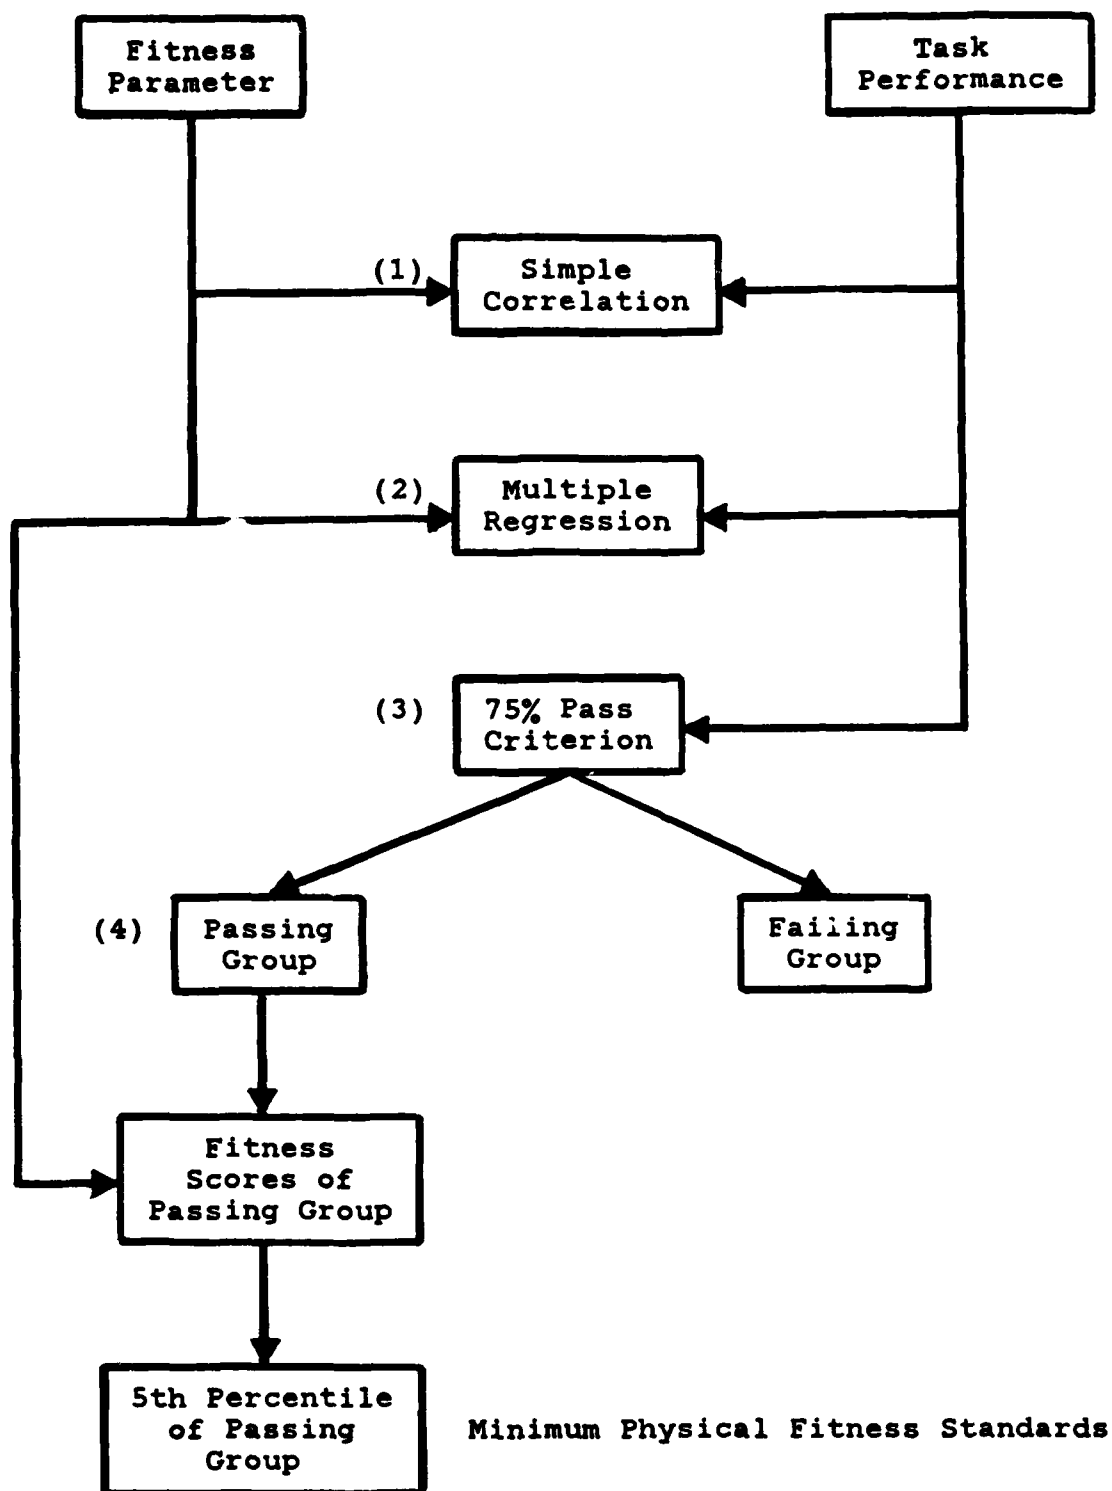 Fitness
Parameter
Task
Performance
(1)
Simple
Correlation
(2)
Multiple
Regression
(3)
75% Pass
Criterion
(4)
Passing
Group
Failing
Group
Fitness
Scores of
Passing Group
5th Percentile
of Passing
Group
Minimum Physical Fitness Standards